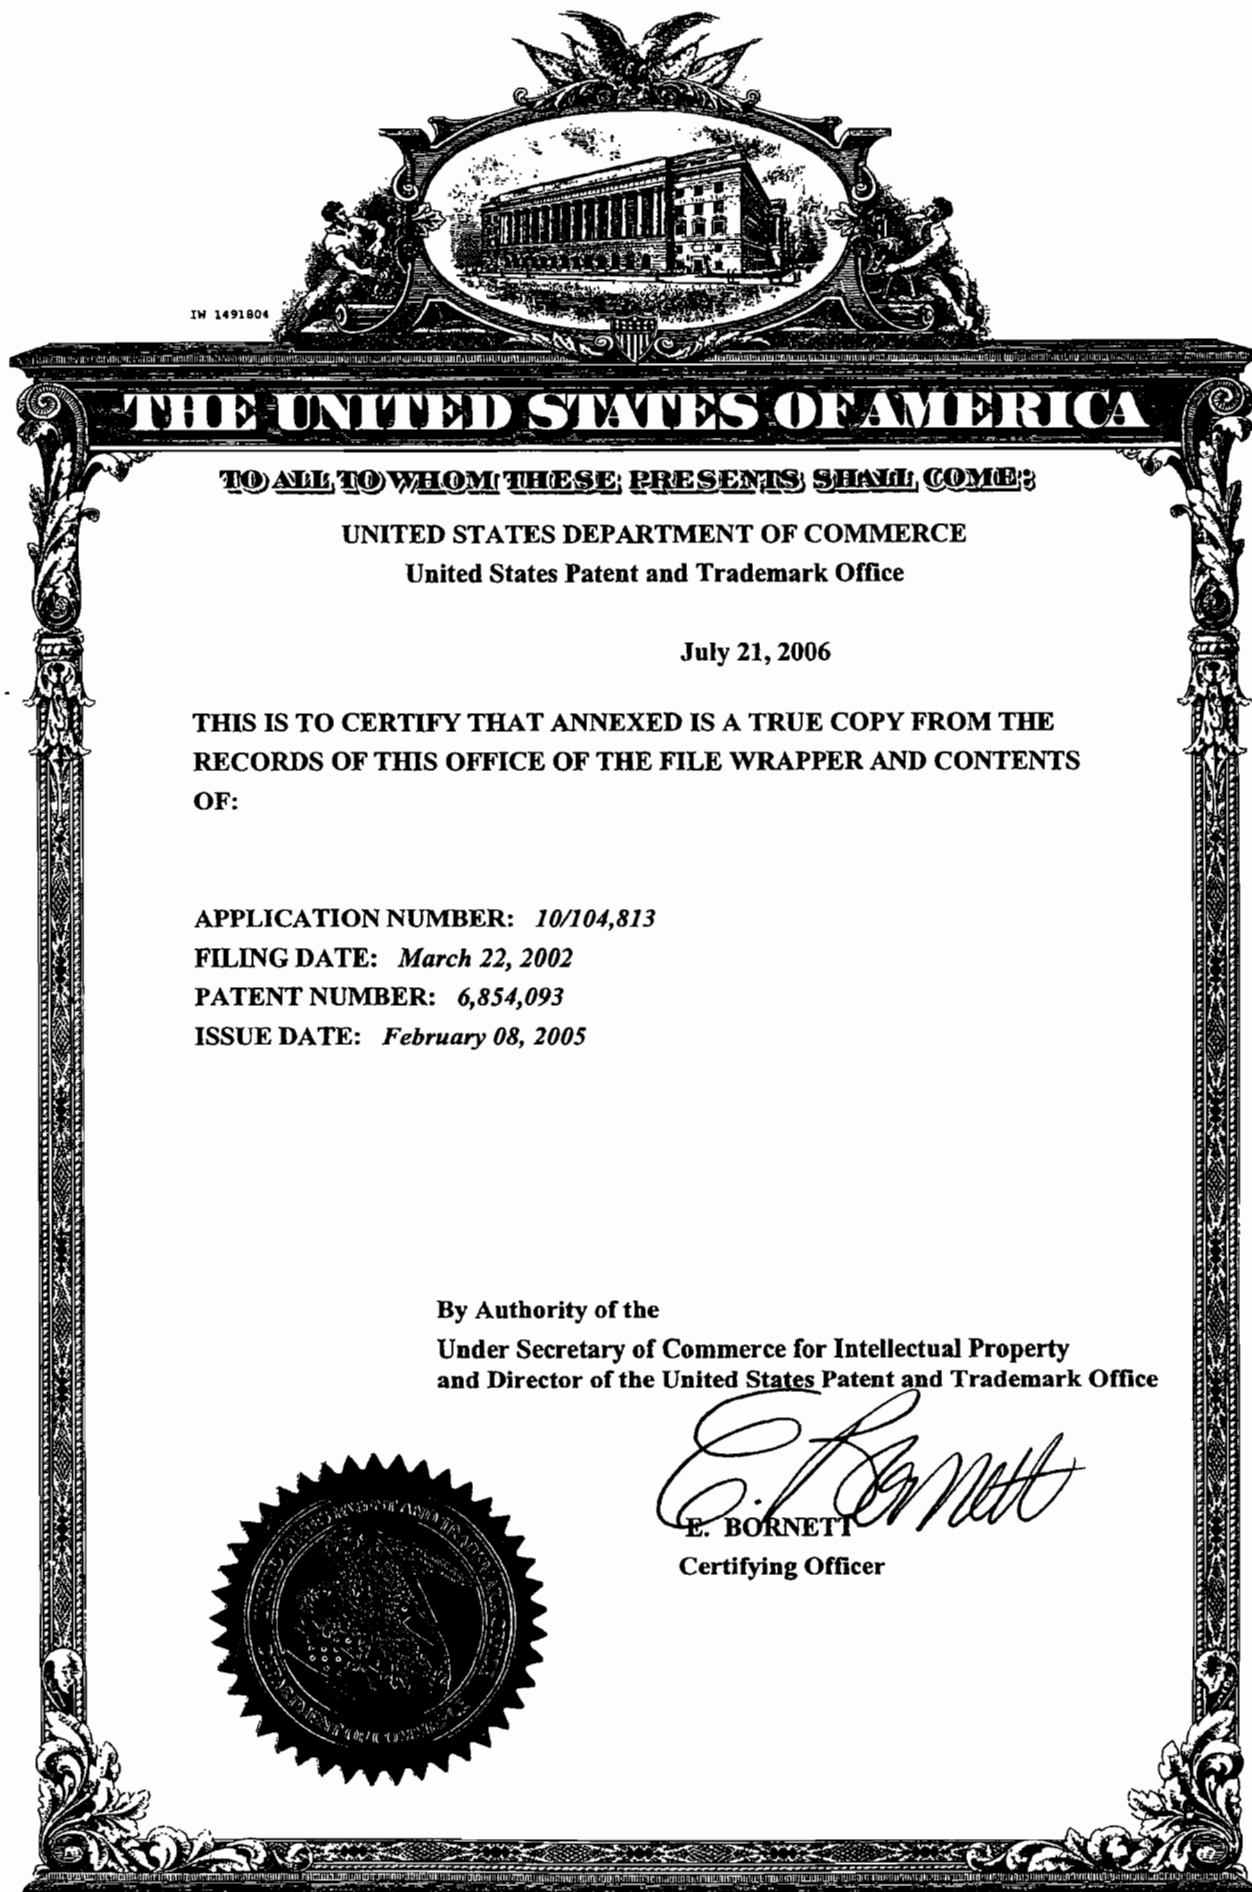 IW 1491804
THE UNITED STATES OF AMERICA
TO ALL TO WHOM THESE PRESENTS SHALL COME:
UNITED STATES DEPARTMENT OF COMMERCE
United States Patent and Trademark Office
July 21, 2006
THIS IS TO CERTIFY THAT ANNEXED IS A TRUE COPY FROM THE
RECORDS OF THIS OFFICE OF THE FILE WRAPPER AND CONTENTS
OF:
APPLICATION NUMBER: 10/104,813
FILING DATE: March 22, 2002
PATENT NUMBER: 6,854,093
ISSUE DATE: February 08, 2005
By Authority of the
Under Secretary of Commerce for Intellectual Property
and Director of the United States Patent and Trademark Office
E. Bornett
E. BORNETT
Certifying Officer